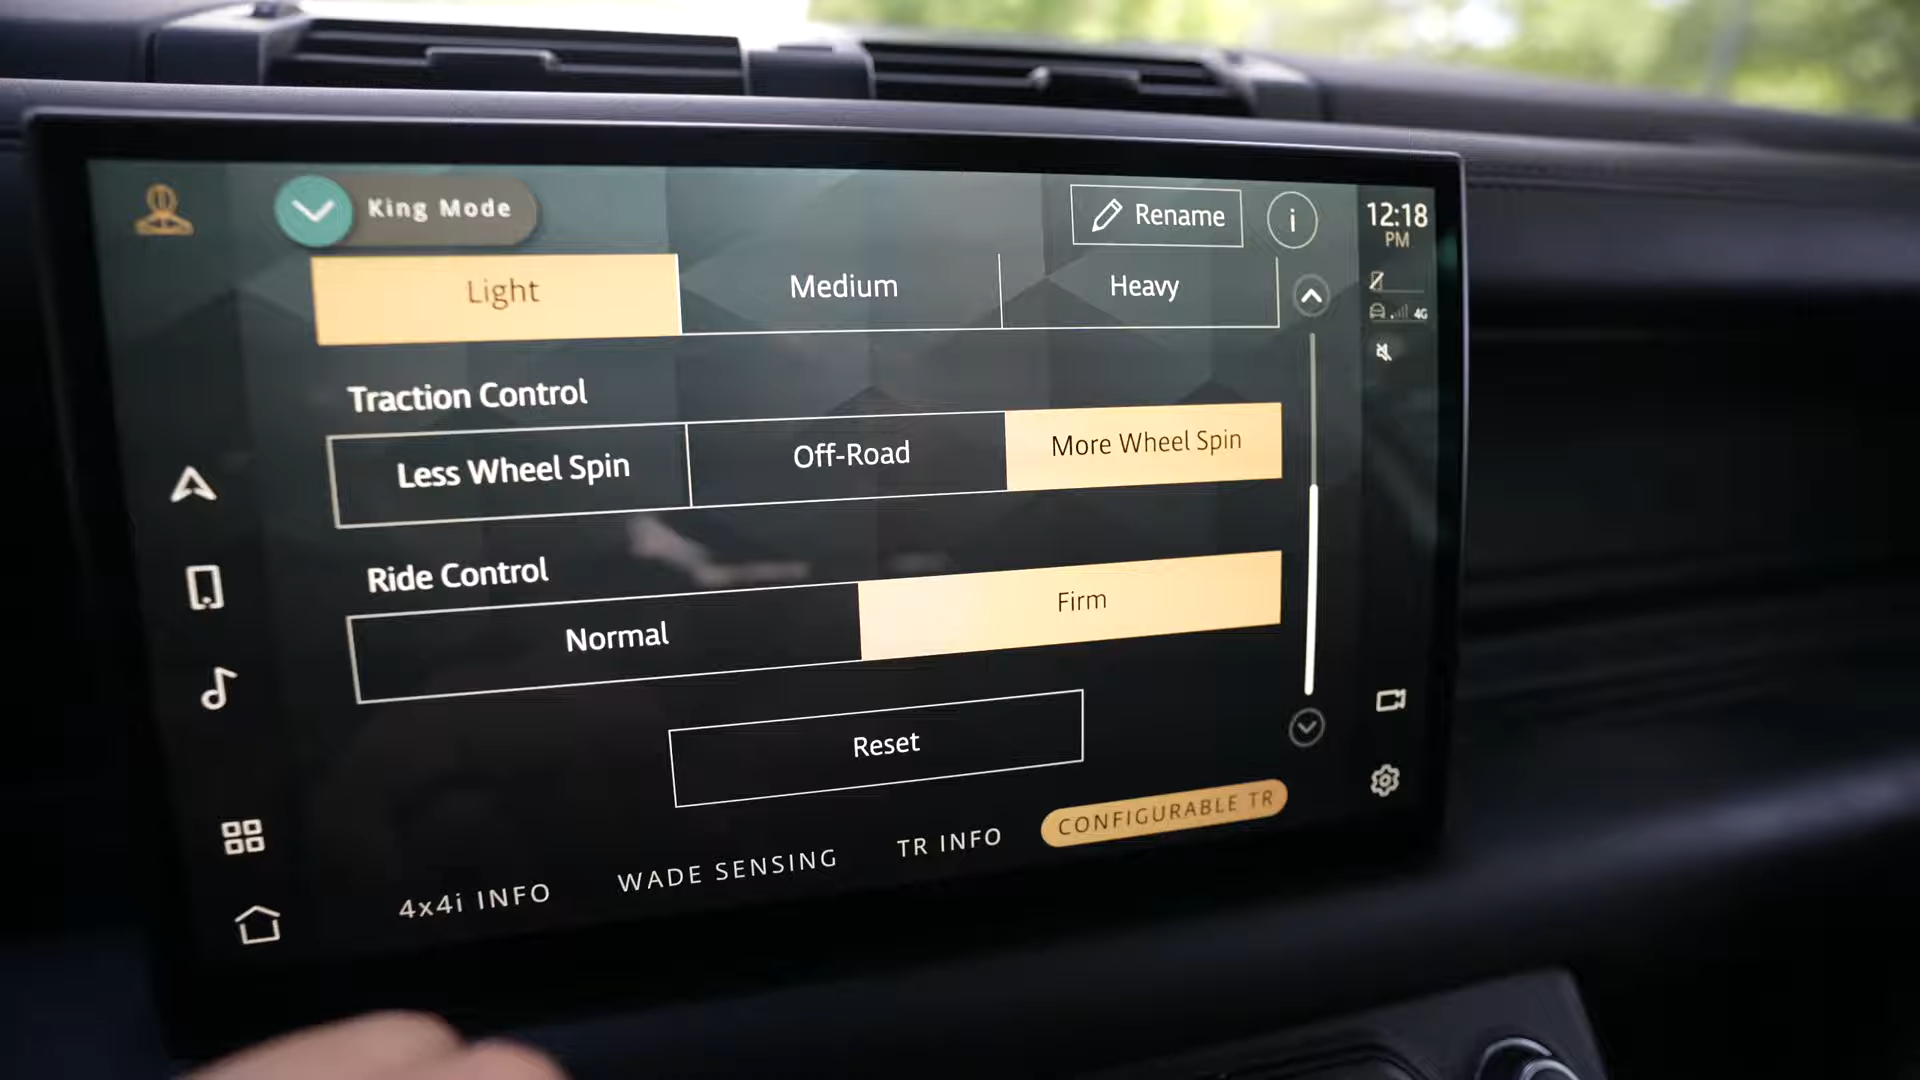 King Mode
Rename
i
12:18
PM
4G
Light
Medium
Heavy
Traction Control
Less Wheel Spin
Off-Road
More Wheel Spin
Ride Control
Normal
Firm
Reset
4x4i INFO
WADE SENSING
TR INFO
CONFIGURABLE TR